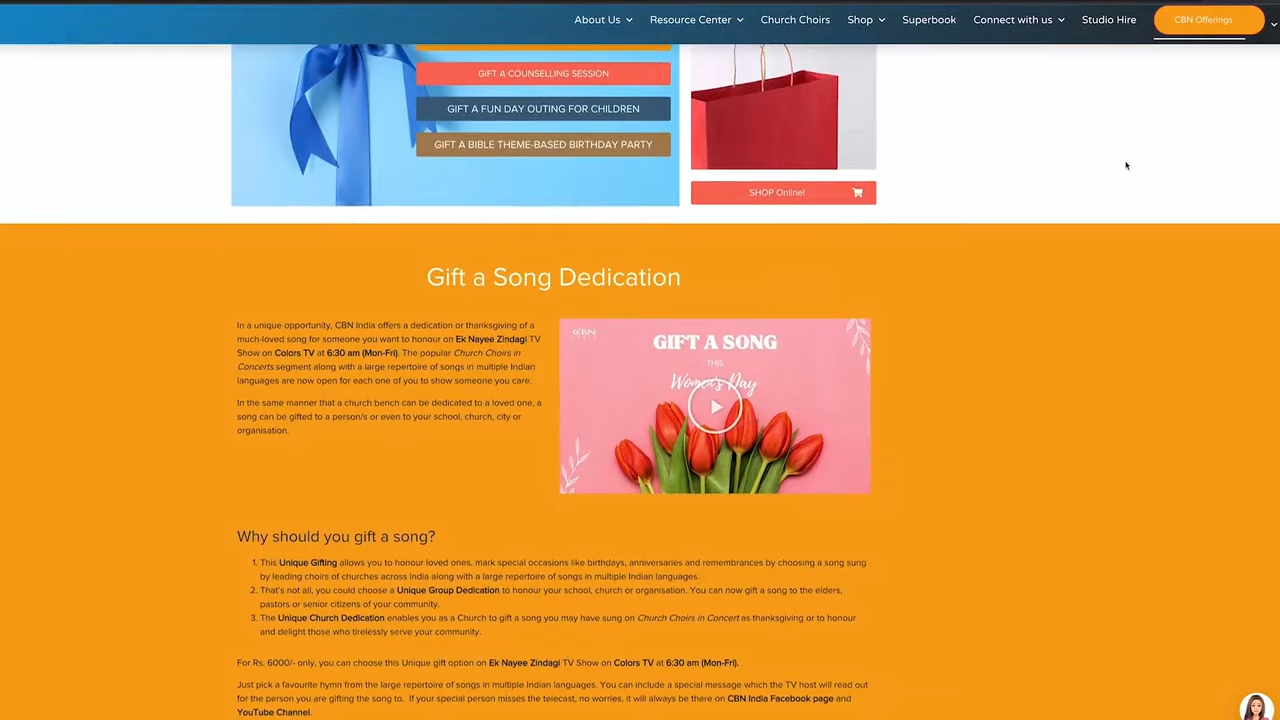 About Us
Resource Center
Church Choirs
Shop
Superbook
Connect with us
Studio Hire
CBN Offerings
GIFT A COUNSELLING SESSION
GIFT A FUN DAY OUTING FOR CHILDREN
GIFT A BIBLE THEME-BASED BIRTHDAY PARTY
SHOP Online!
Gift a Song Dedication
In a unique opportunity, CBN India offers a dedication or thanksgiving of a
much-loved song for someone you want to honour on Ek Nayee Zindagi TV
Show on Colors TV at 6:30 am (Mon-Fri). The popular Church Choirs in
Concerts segment along with a large repertoire of songs in multiple Indian
languages are now open for each one of you to show someone you care.
In the same manner that a church bench can be dedicated to a loved one, a
song can be gifted to a person/s or even to your school, church, city or
organisation.
CBN
GIFT A SONG
THIS
Women's Day
Why should you gift a song?
1. This Unique Gifting allows you to honour loved ones, mark special occasions like birthdays, anniversaries and remembrances by choosing a song sung
by leading choirs of churches across India along with a large repertoire of songs in multiple Indian languages.
2. That's not all, you could choose a Unique Group Dedication to honour your school, church or organisation. You can now gift a song to the elders,
pastors or senior citizens of your community.
3. The Unique Church Dedication enables you as a Church to gift a song you may have sung on Church Choirs in Concert as thanksgiving or to honour
and delight those who tirelessly serve your community.
For Rs. 6000/- only, you can choose this Unique gift option on Ek Nayee Zindagi TV Show on Colors TV at 6:30 am (Mon-Fri).
Just pick a favourite hymn from the large repertoire of songs in multiple Indian languages. You can include a special message which the TV host will read out
for the person you are gifting the song to. If your special person misses the telecast, no worries, it will always be there on CBN India Facebook page and
YouTube Channel.